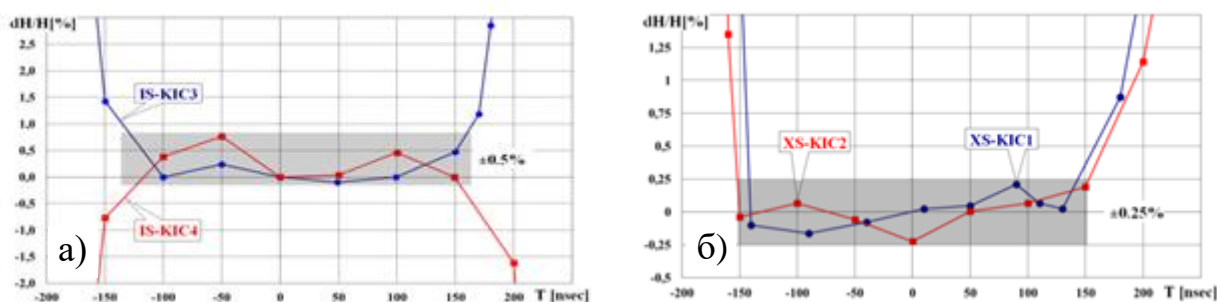 dH/H[%]
2,5
2,0
1,5
IS-KIC3
1,0
0,5
±0.5%
0,0
-0,5
IS-KIC4
-1,0
-1,5
а)
-2,0
-200 -150 -100 -50 0 50 100 150 200
T [nsec]
dH/H[%]
1,25
1
0,75
XS-KIC2
XS-KIC1
0,5
0,25
±0.25%
0
-0,25
б)
-0,5
-200 -150 -100 -50 0 50 100 150 200
T [nsec]